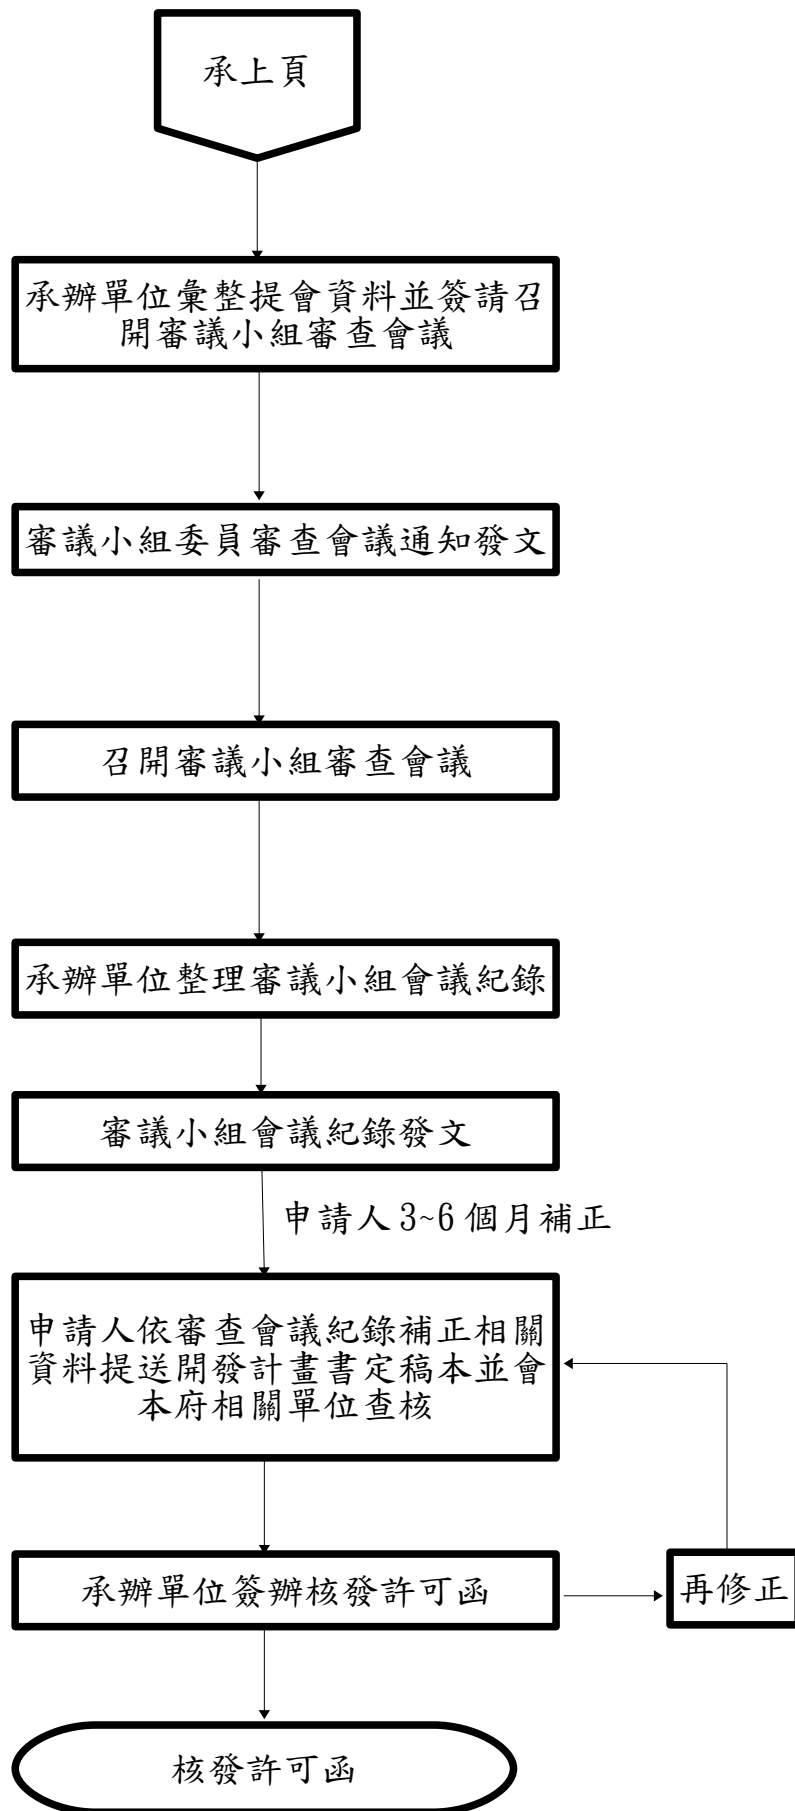 承上頁
承辦單位彙整提會資料並簽請召
開審議小組審查會議
審議小組委員審查會議通知發文
召開審議小組審查會議
承辦單位整理審議小組會議紀錄
審議小組會議紀錄發文
申請人 3~6 個月補正
申請人依審查會議紀錄補正相關
資料提送開發計畫書定稿本並會
本府相關單位查核
承辦單位簽辦核發許可函
再修正
核發許可函